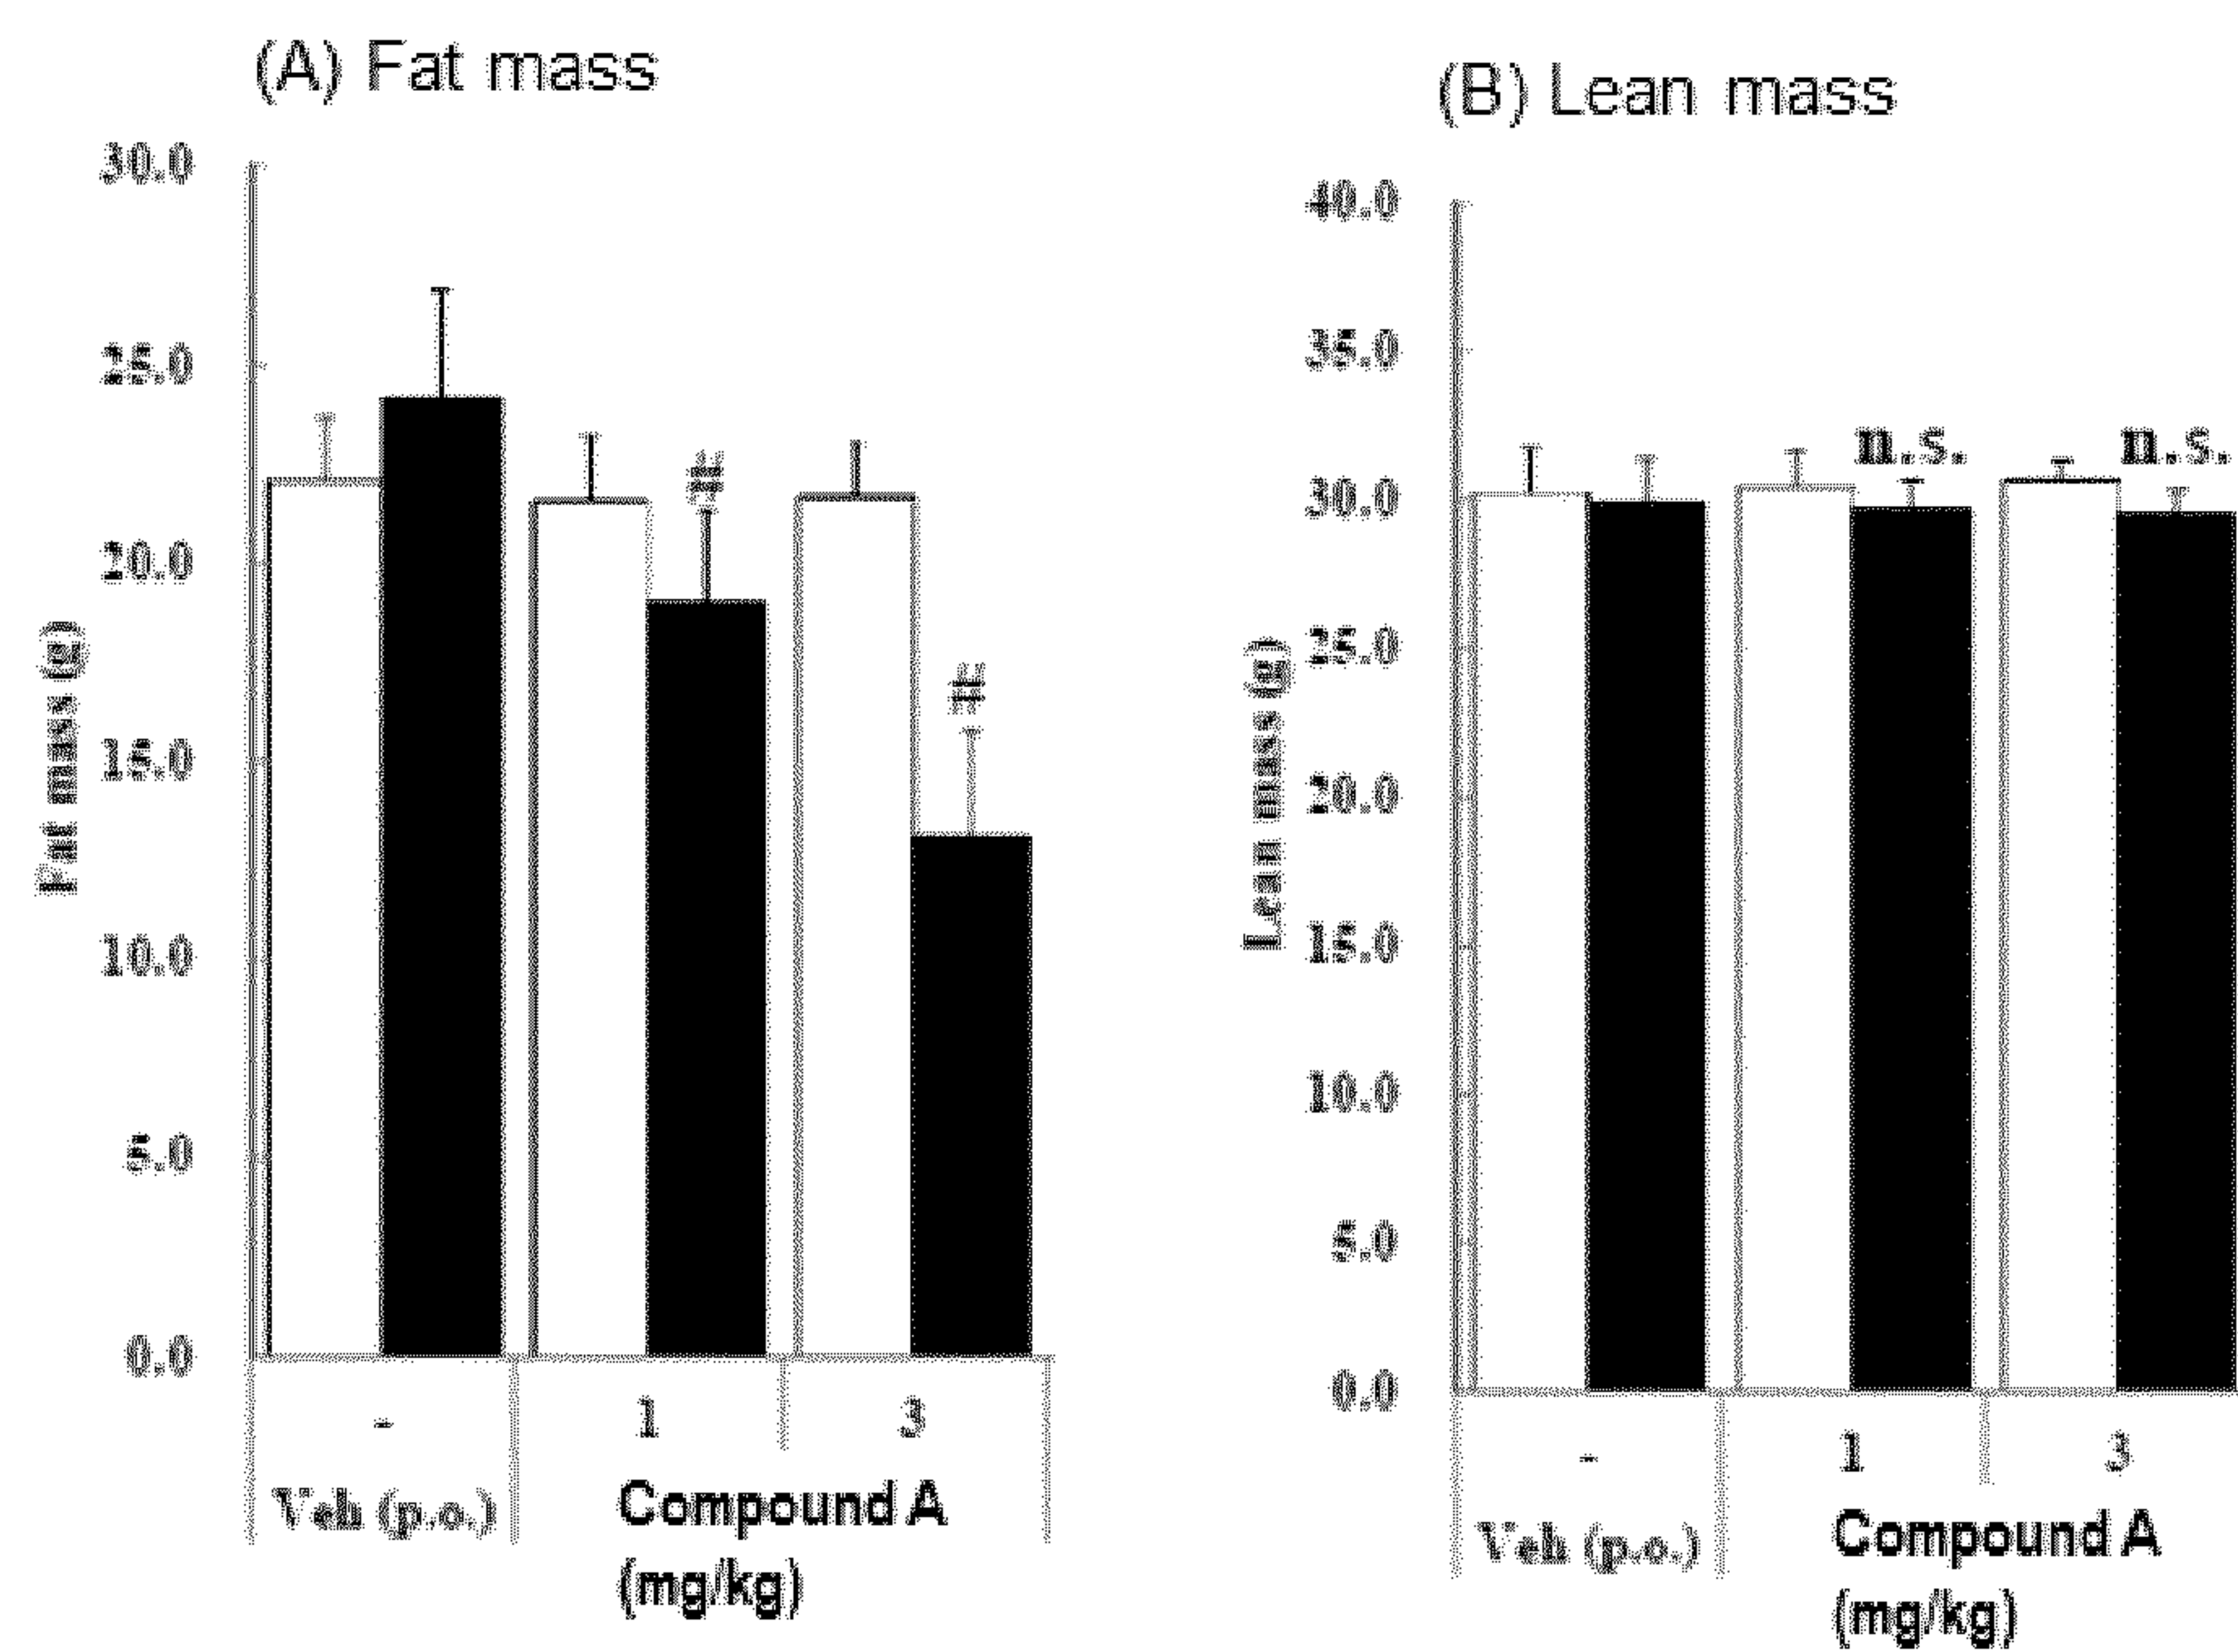 (A) Fat mass
30.0
25.0
20.0
15.0
10.0
5.0
0.0
Fat mass (g)
#
#
- 1 3
Veh (p.o.) Compound A
(mg/kg)
(B) Lean mass
40.0
35.0
30.0
25.0
20.0
15.0
10.0
5.0
0.0
Lean mass (g)
n.s. n.s.
- 1 3
Veh (p.o.) Compound A
(mg/kg)